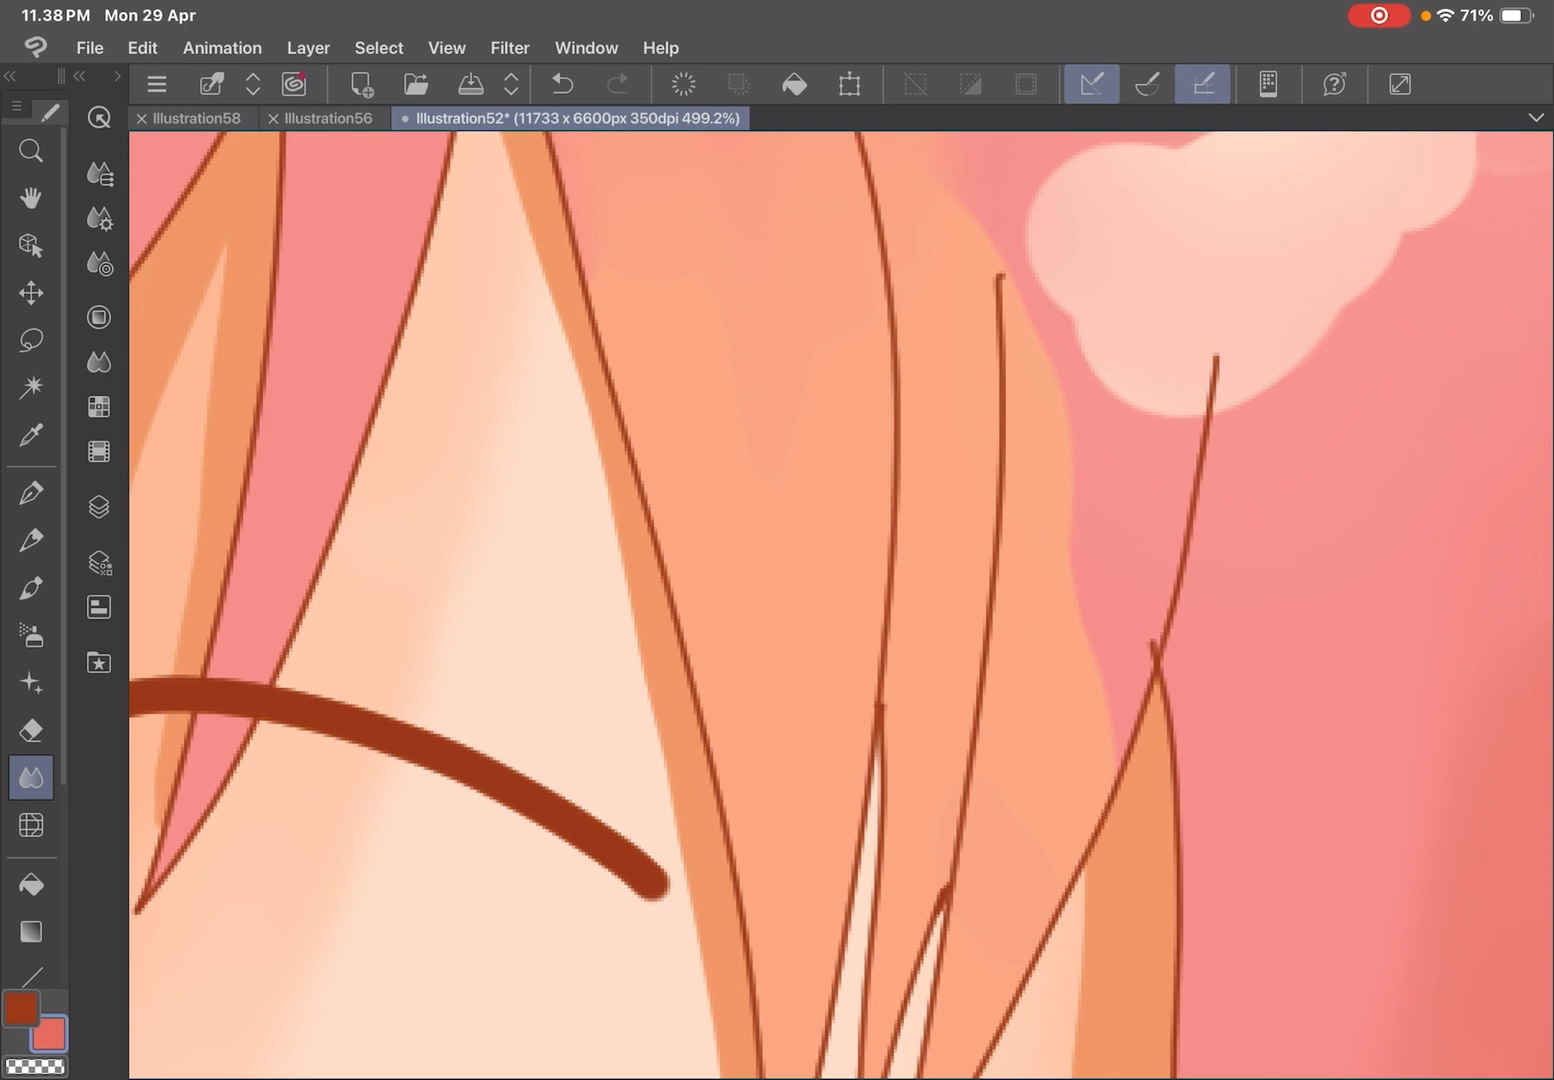 11.38 PM Mon 29 Apr
71%
File Edit Animation Layer Select View Filter Window Help
Illustration58 Illustration56 Illustration52* (11733 x 6600px 350dpi 499.2%)